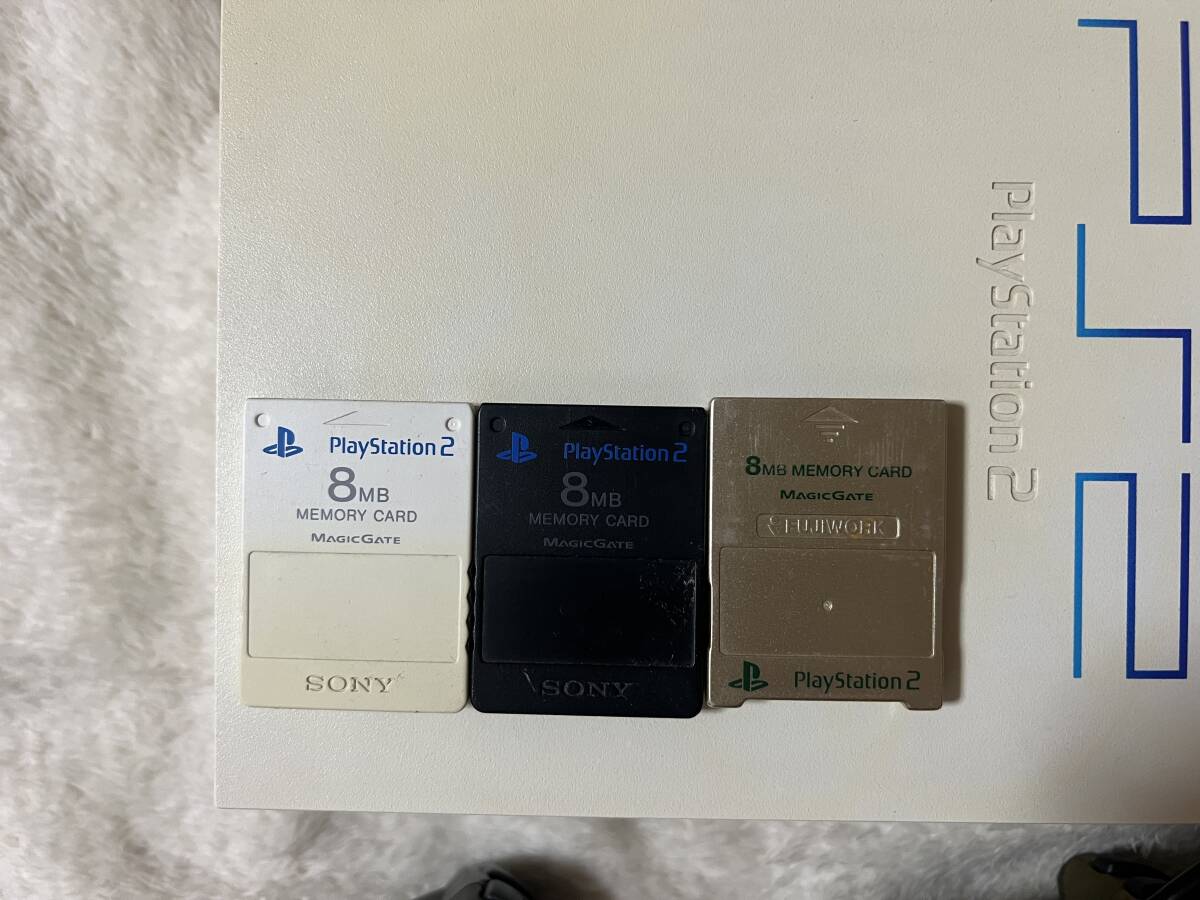 PlayStation 2
8MB
MEMORY CARD
MAGICGATE
SONY
PlayStation 2
8MB
MEMORY CARD
MAGICGATE
SONY
8MB MEMORY CARD
MAGICGATE
FUJIWORK
PlayStation 2
PlayStation 2
PS2